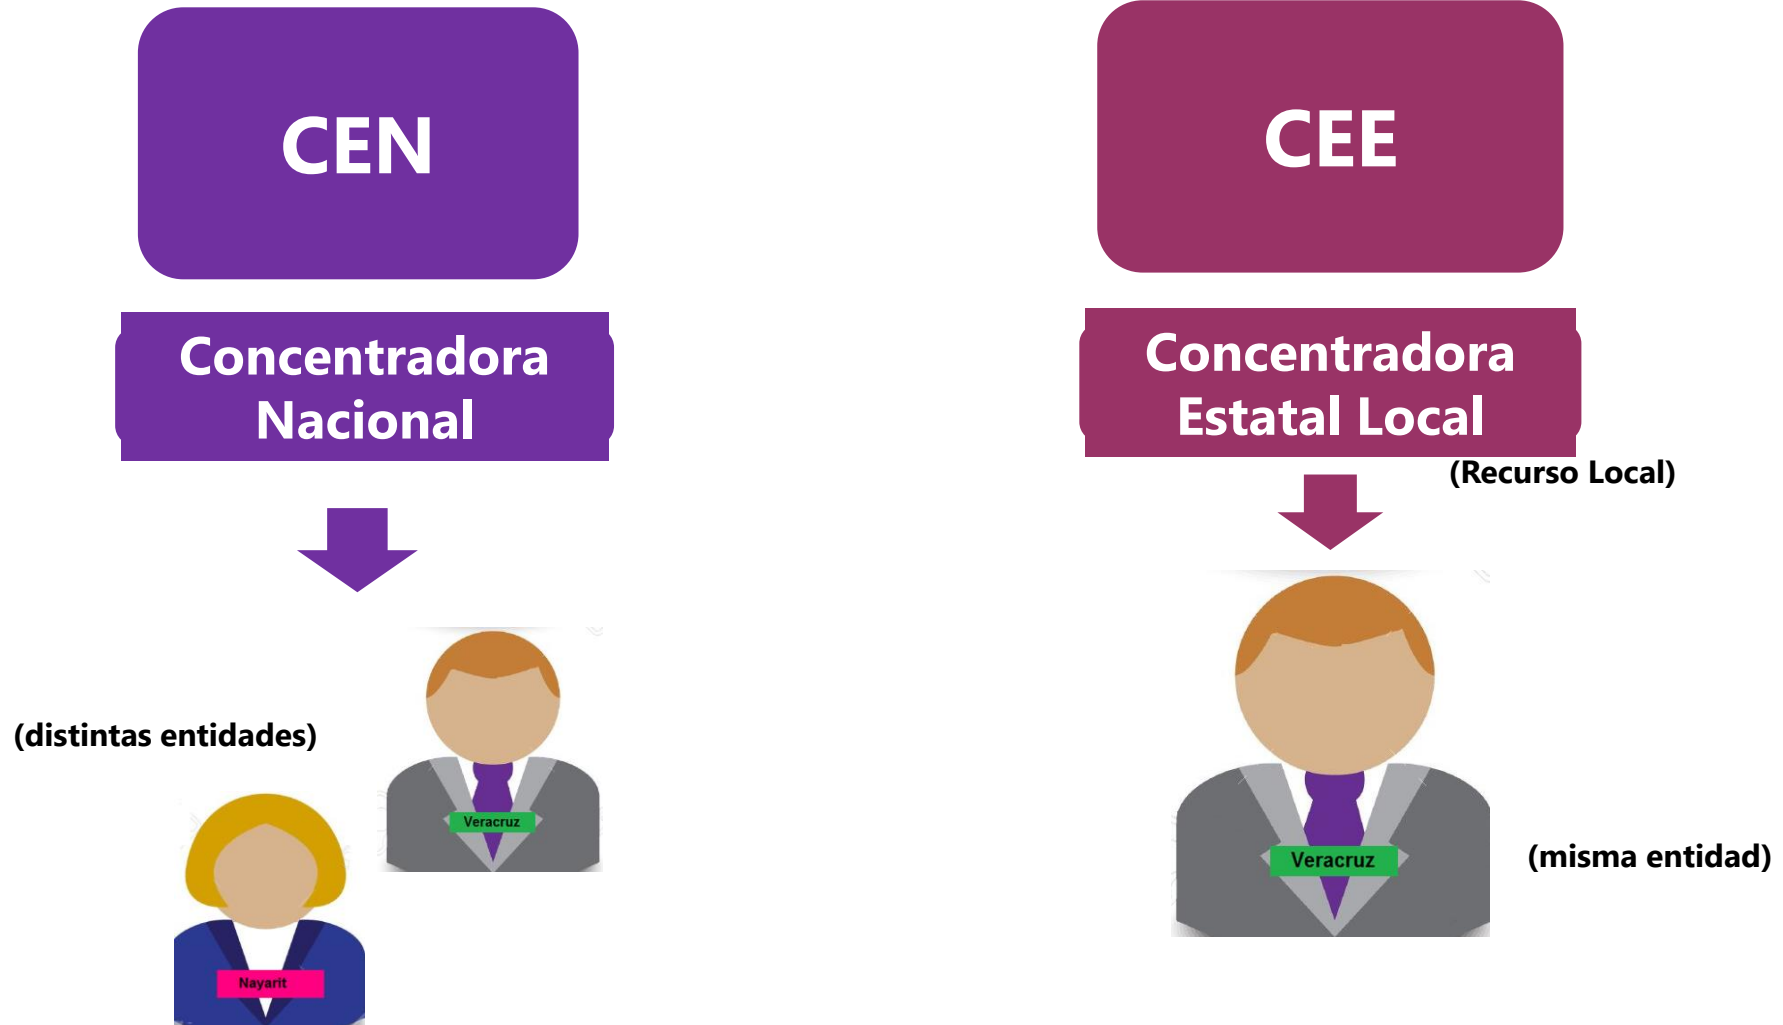 CEN
Concentradora
Nacional
(distintas entidades)
Veracruz
Nayarit
CEE
Concentradora
Estatal Local
(Recurso Local)
Veracruz
(misma entidad)